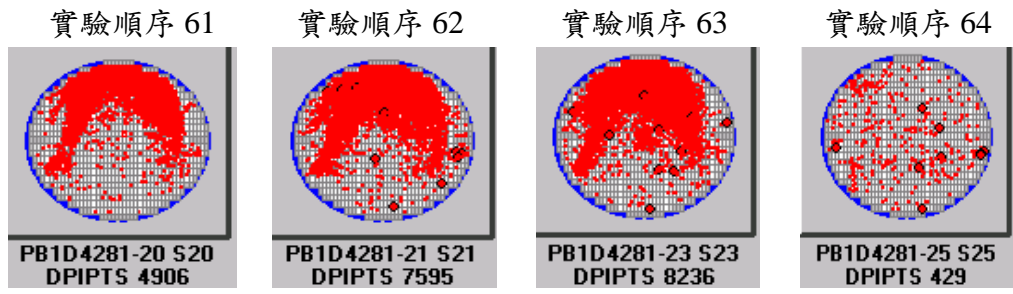 實驗順序 61
實驗順序 62
實驗順序 63
實驗順序 64
PB1D4281-20 S20
DPIPTS 4906
PB1D4281-21 S21
DPIPTS 7595
PB1D4281-23 S23
DPIPTS 8236
PB1D4281-25 S25
DPIPTS 429